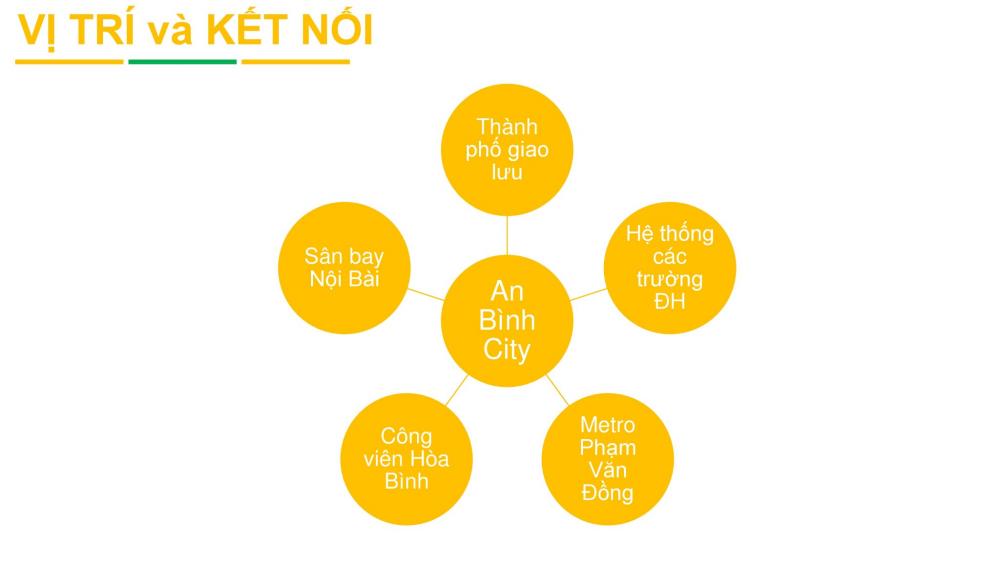 VỊ TRÍ và KẾT NỐI
Thành
phố giao
lưu
Sân bay
Nội Bài
Hệ thống
các
trường
ĐH
An
Bình
City
Công
viên Hòa
Bình
Metro
Phạm
Văn
Đồng